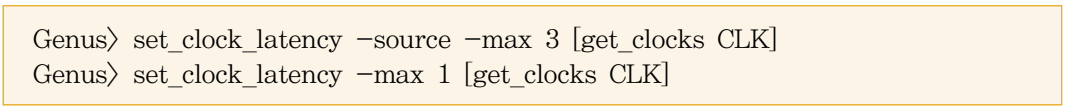 Genus> set_clock_latency -source -max 3 [get_clocks CLK]
Genus> set_clock_latency -max 1 [get_clocks CLK]